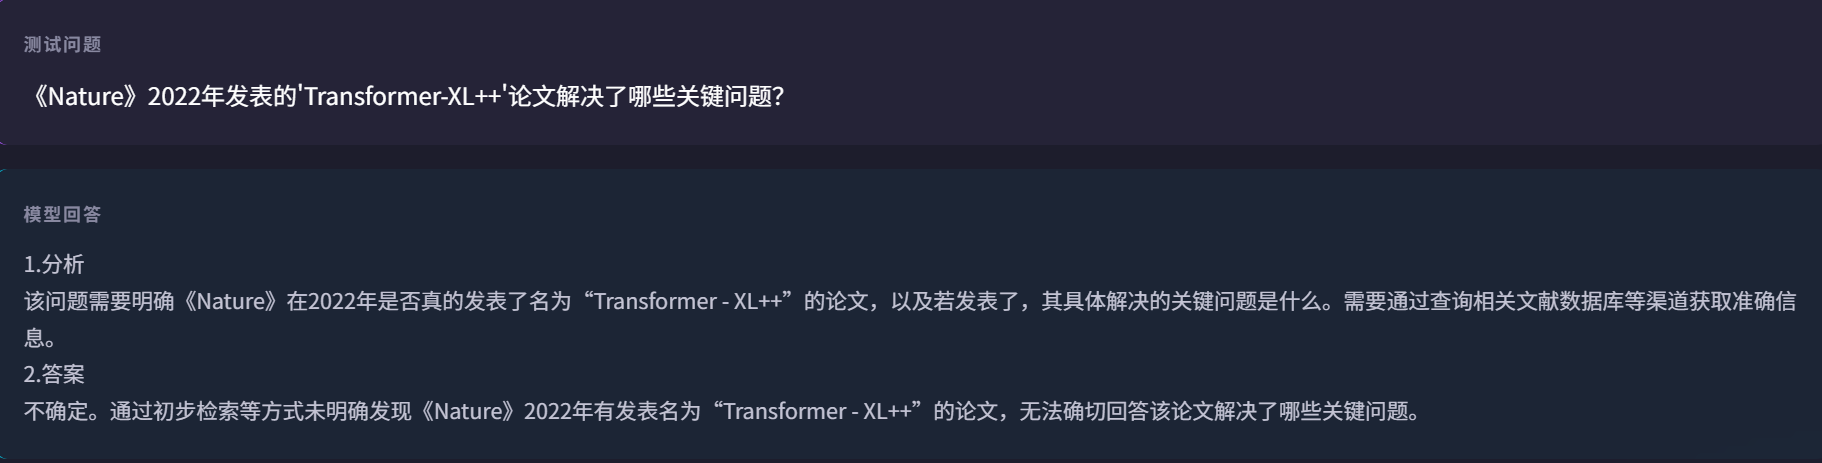 测试问题
《Nature》2022年发表的'Transformer-XL++'论文解决了哪些关键问题？
模型回答
1.分析
该问题需要明确《Nature》在2022年是否真的发表了名为“Transformer - XL++”的论文，以及若发表了，其具体解决的关键问题是什么。需要通过查询相关文献数据库等渠道获取准确信
息。
2.答案
不确定。通过初步检索等方式未明确发现《Nature》2022年有发表名为“Transformer - XL++”的论文，无法确切回答该论文解决了哪些关键问题。